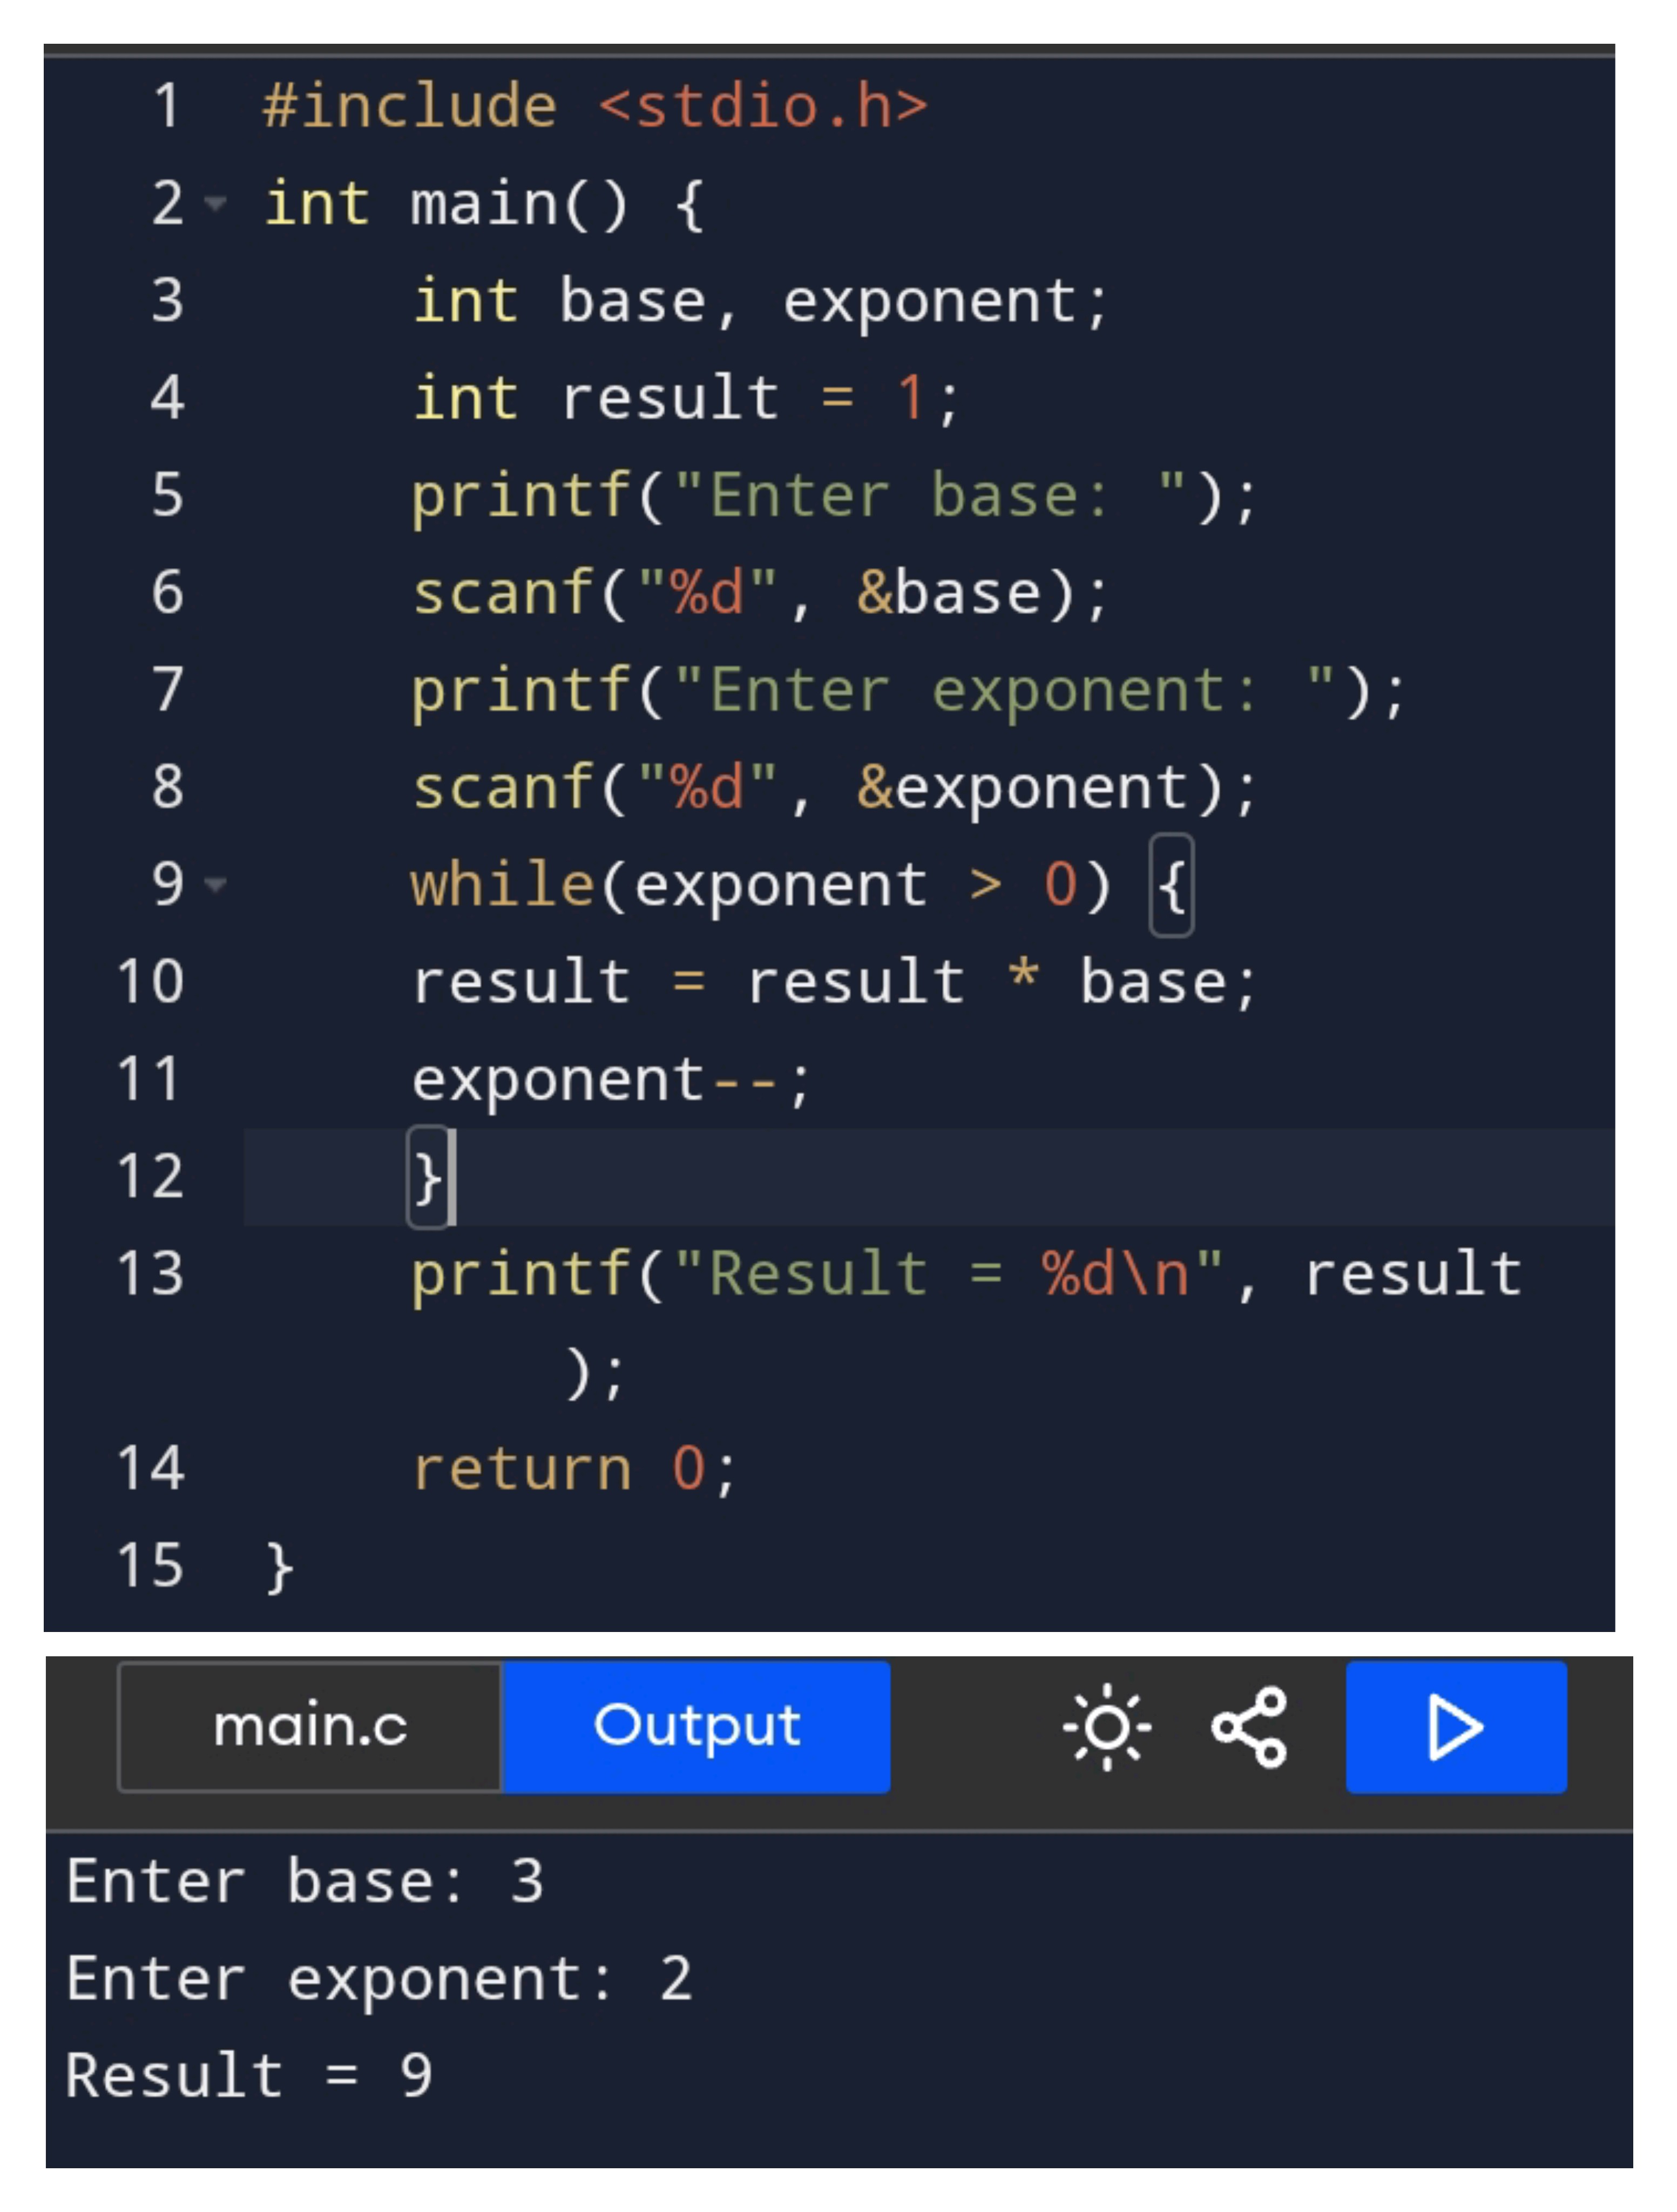 1 #include <stdio.h>
2 int main() {
3     int base, exponent;
4     int result = 1;
5     printf("Enter base: ");
6     scanf("%d", &base);
7     printf("Enter exponent: ");
8     scanf("%d", &exponent);
9     while(exponent > 0) {
10     result = result * base;
11     exponent--;
12     }
13     printf("Result = %d\n", result
        );
14     return 0;
15 }
main.c Output
Enter base: 3
Enter exponent: 2
Result = 9